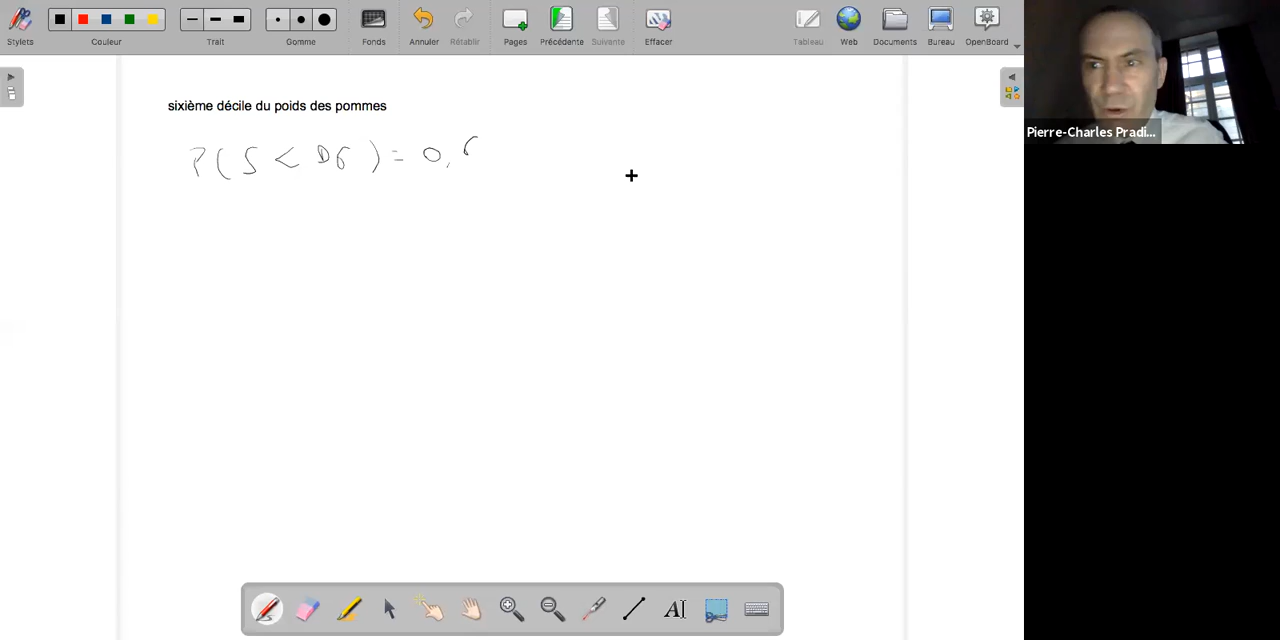 Stylets
Couleur
Trait
Gomme
Fonds
Annuler
Rétablir
Pages
Précédente
Suivante
Effacer
Tableau
Web
Documents
Bureau
OpenBoard
Pierre-Charles Pradi...
sixième décile du poids des pommes
P(S < D6) = 0,6
A